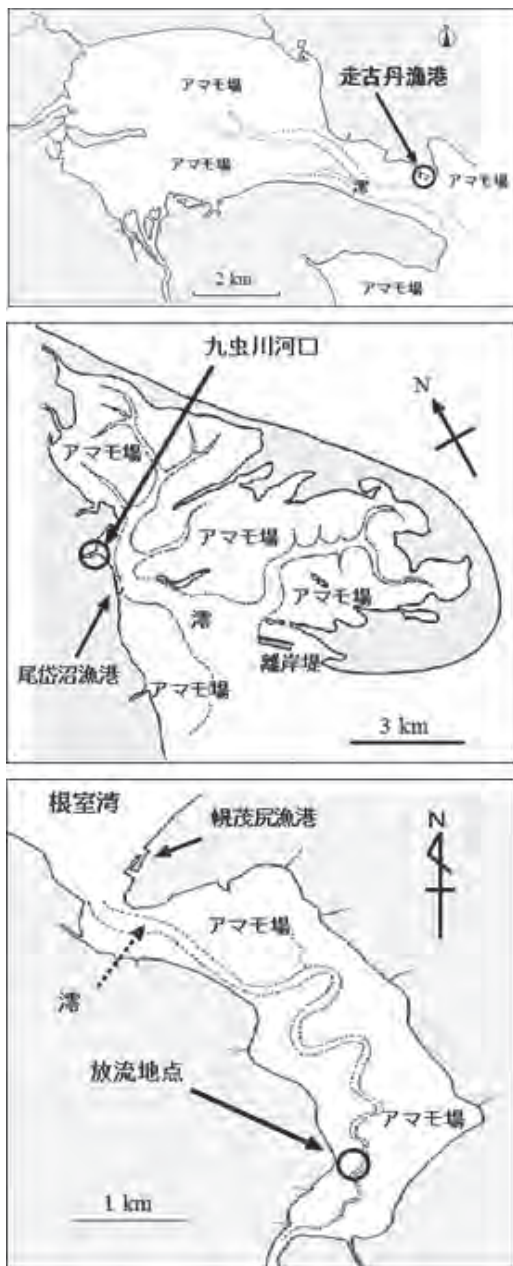 アマモ場
走古丹漁港
アマモ場
澪
アマモ場
2 km
アマモ場
九虫川河口
N
アマモ場
アマモ場
アマモ場
澪
尾岱沼漁港
離岸堤
アマモ場
3 km
根室湾
幌茂尻漁港
N
アマモ場
澪
放流地点
アマモ場
1 km